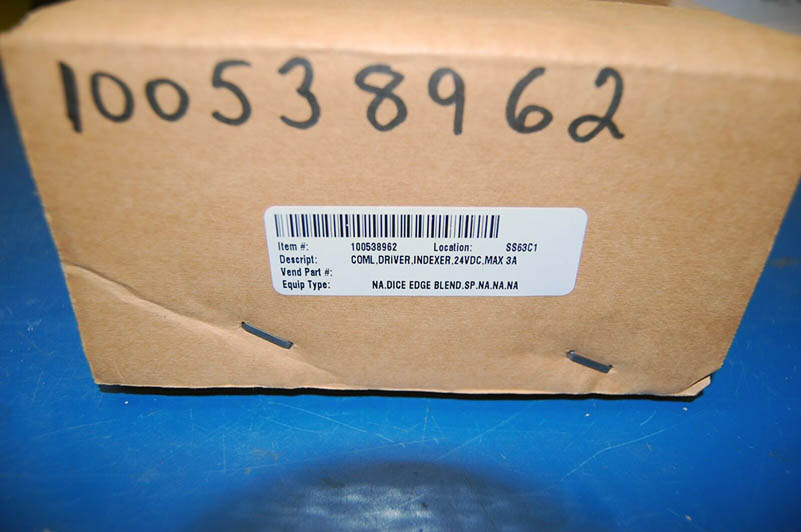 100538962
Item #: 100538962 Location: SS63C1
Descript: COML,DRIVER,INDEXER,24VDC,MAX 3A
Vend Part #:
Equip Type: NA.DICE EDGE BLEND.SP.NA.NA.NA